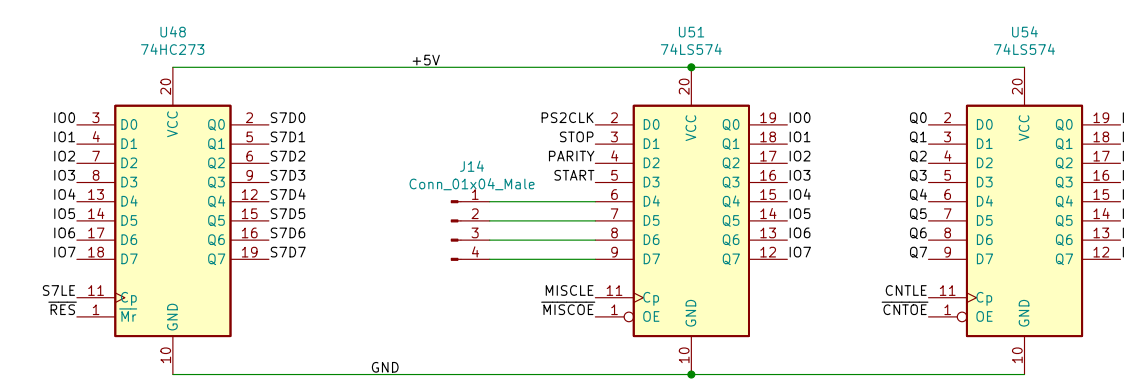 U48
74HC273
U51
74LS574
U54
74LS574
+5V
20
20
20
IO0 3 D0 VCC Q0 2 S7D0
IO1 4 D1 Q1 5 S7D1
IO2 7 D2 Q2 6 S7D2
IO3 8 D3 Q3 9 S7D3
IO4 13 D4 Q4 12 S7D4
IO5 14 D5 Q5 15 S7D5
IO6 17 D6 Q6 16 S7D6
IO7 18 D7 Q7 19 S7D7
S7LE 11 Cp
RES 1 Mr GND
10
J14
Conn_01x04_Male
1
2
3
4
PS2CLK 2 D0 VCC Q0 19 IO0
STOP 3 D1 Q1 18 IO1
PARITY 4 D2 Q2 17 IO2
START 5 D3 Q3 16 IO3
6 D4 Q4 15 IO4
7 D5 Q5 14 IO5
8 D6 Q6 13 IO6
9 D7 Q7 12 IO7
MISCLE 11 Cp
MISCOE 1 OE GND
10
Q0 2 D0 VCC Q0 19
Q1 3 D1 Q1 18
Q2 4 D2 Q2 17
Q3 5 D3 Q3 16
Q4 6 D4 Q4 15
Q5 7 D5 Q5 14
Q6 8 D6 Q6 13
Q7 9 D7 Q7 12
CNTLE 11 Cp
CNTOE 1 OE GND
10
GND